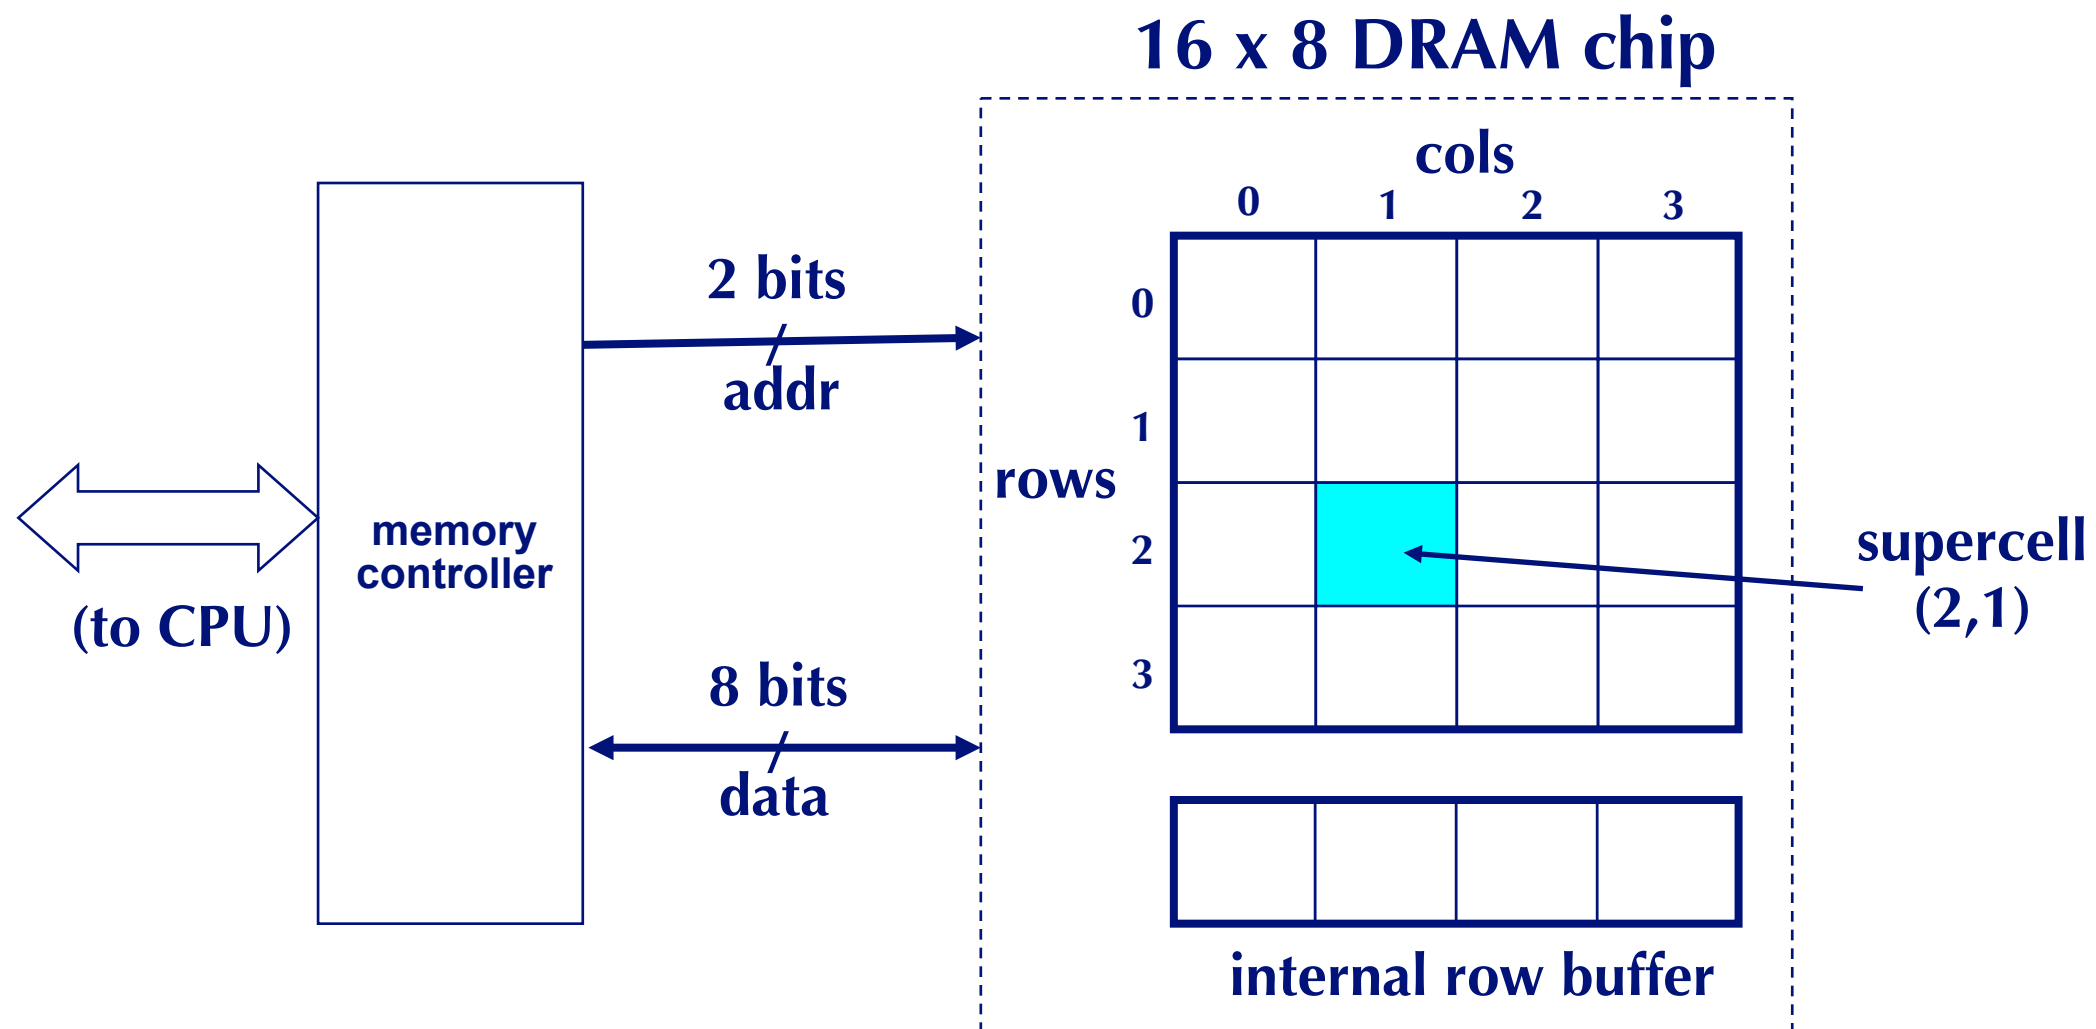 16 x 8 DRAM chip
cols
0 1 2 3
2 bits
addr
0
1
rows
memory
controller
2
supercell
(2,1)
(to CPU)
3
8 bits
data
internal row buffer